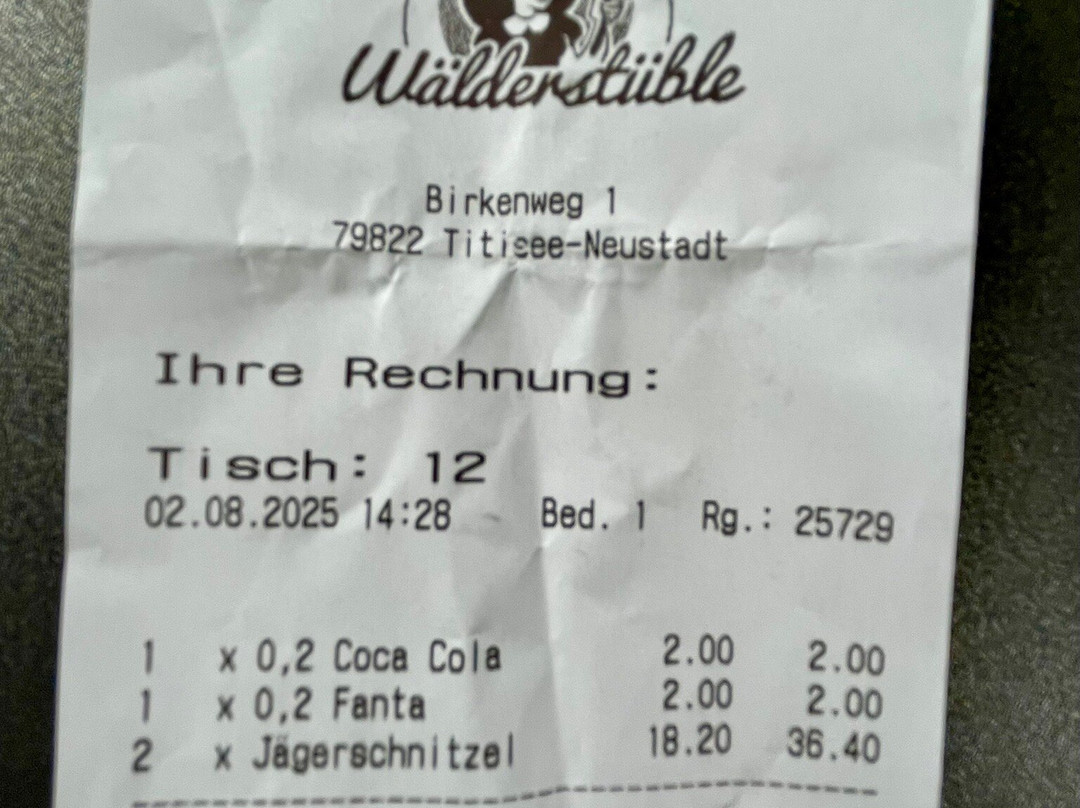 Wälderstüble
Birkenweg 1
79822 Titisee-Neustadt
Ihre Rechnung:
Tisch: 12
02.08.2025 14:28 Bed. 1 Rg.: 25729
1 x 0,2 Coca Cola 2.00 2.00
1 x 0,2 Fanta 2.00 2.00
2 x Jägerschnitzel 18.20 36.40